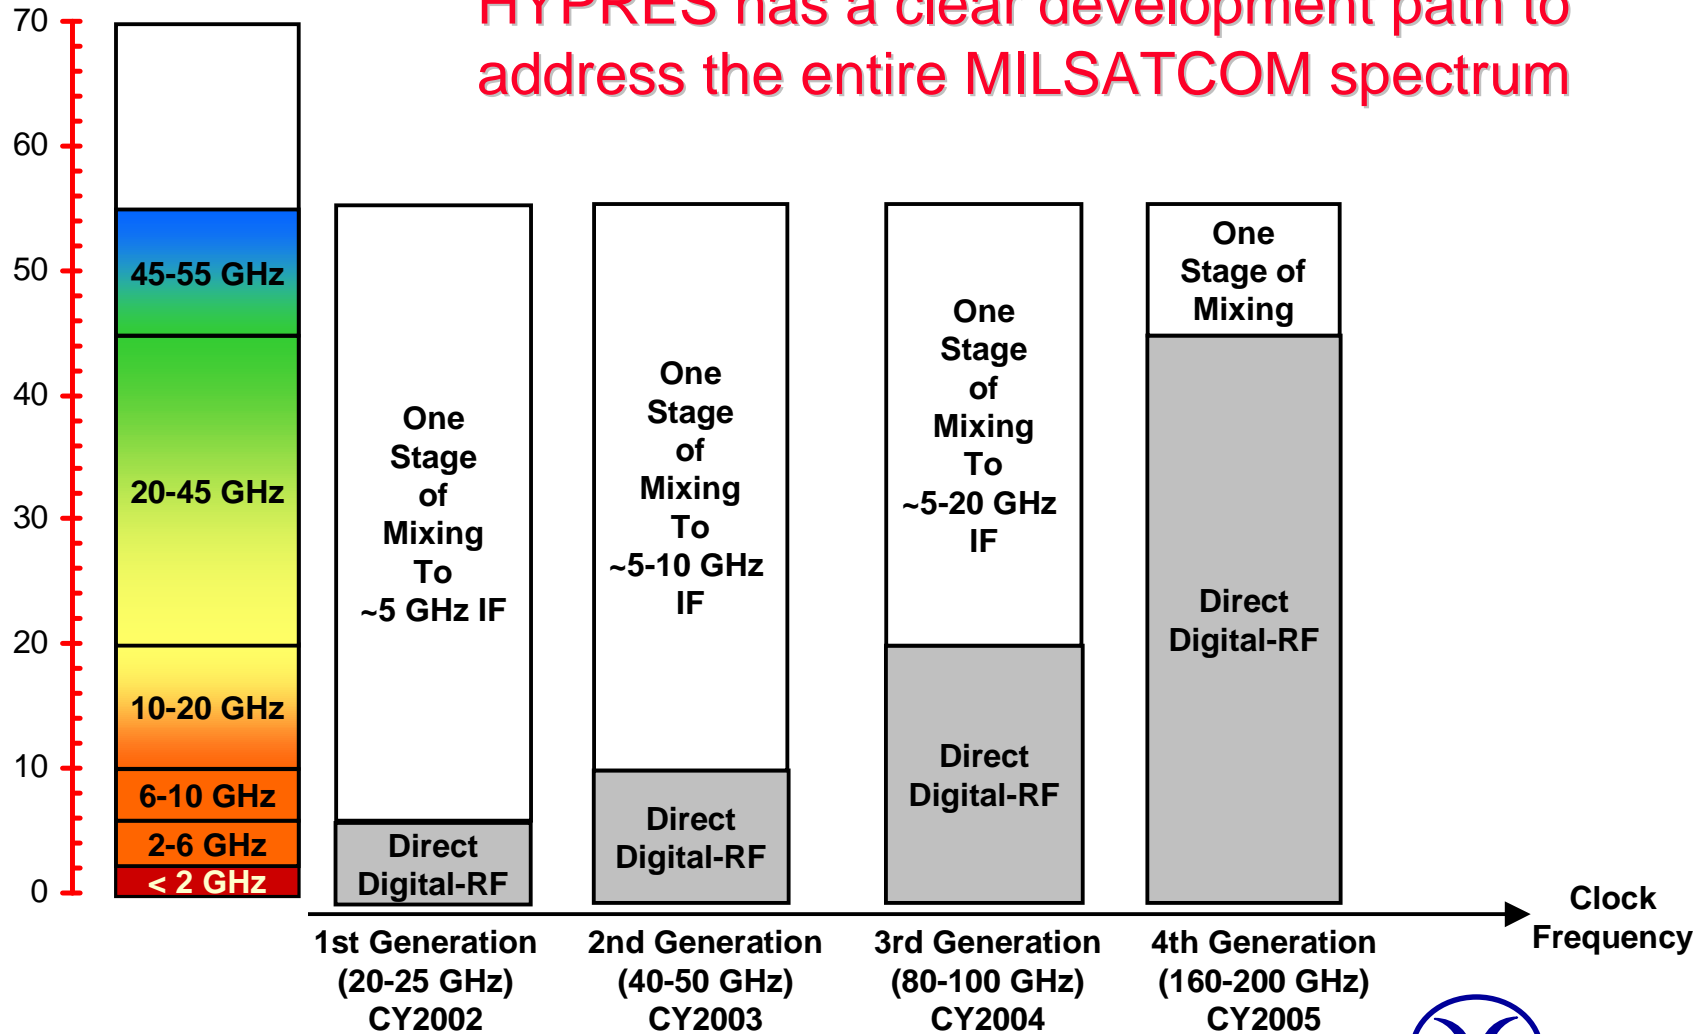 HYPRES has a clear development path to
address the entire MILSATCOM spectrum
70
60
50
40
30
20
10
0
45-55 GHz
20-45 GHz
10-20 GHz
6-10 GHz
2-6 GHz
< 2 GHz
One
Stage
of
Mixing
To
~5 GHz IF
Direct
Digital-RF
One
Stage
of
Mixing
To
~5-10 GHz
IF
Direct
Digital-RF
One
Stage
of
Mixing
To
~5-20 GHz
IF
Direct
Digital-RF
One
Stage of
Mixing
Direct
Digital-RF
Clock
Frequency
1st Generation
(20-25 GHz)
CY2002
2nd Generation
(40-50 GHz)
CY2003
3rd Generation
(80-100 GHz)
CY2004
4th Generation
(160-200 GHz)
CY2005